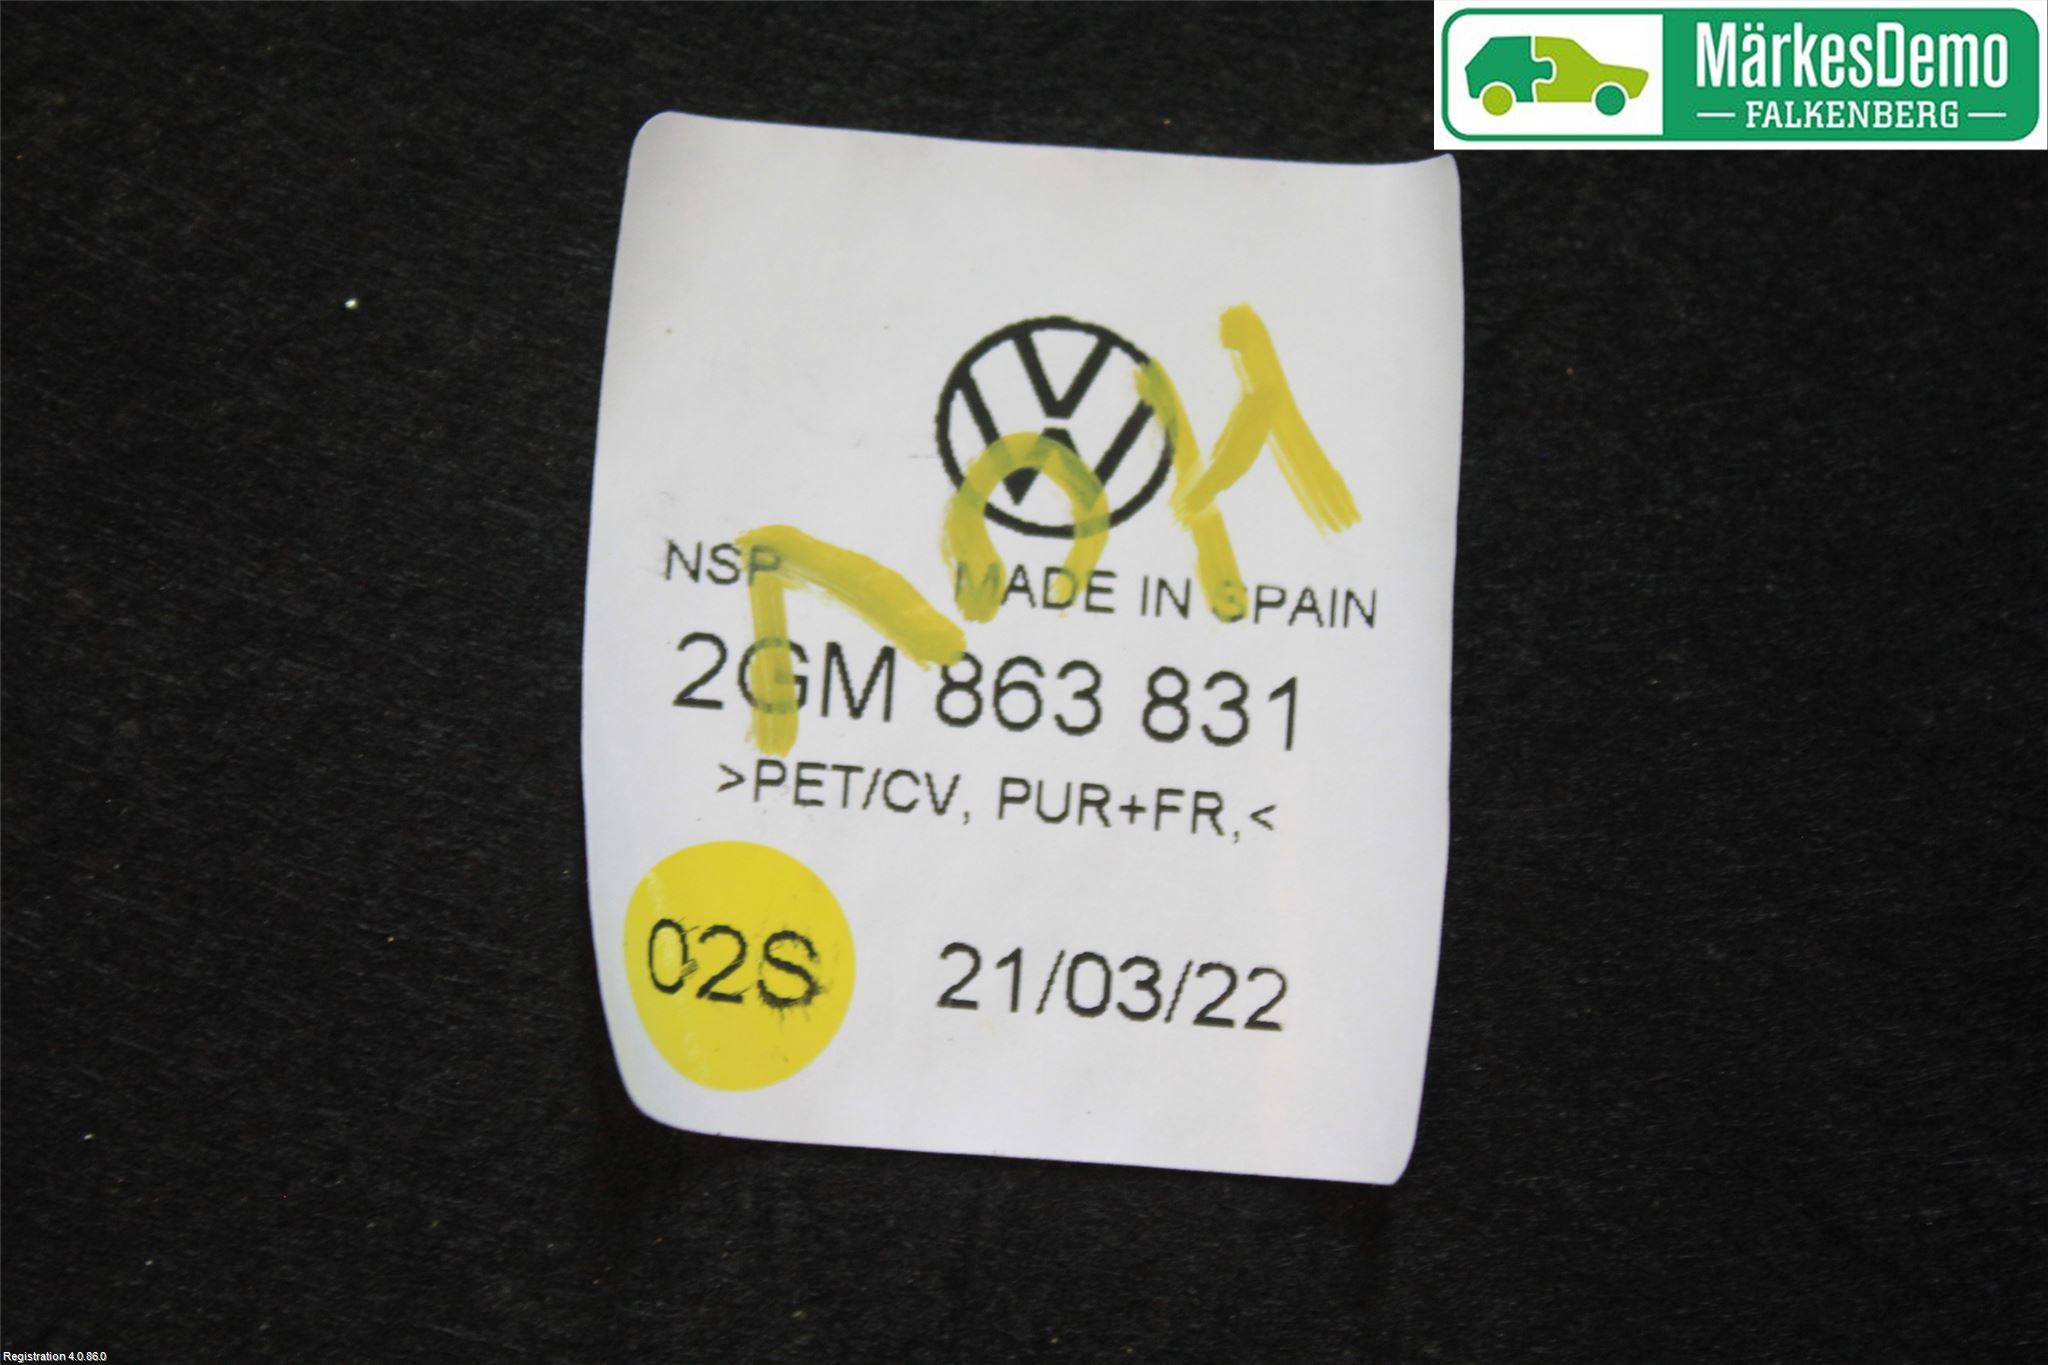 MärkesDemo
FALKENBERG
NSP MADE IN SPAIN
2GM 863 831
>PET/CV, PUR+FR,<
02S 21/03/22
Registration 4.0.86.0